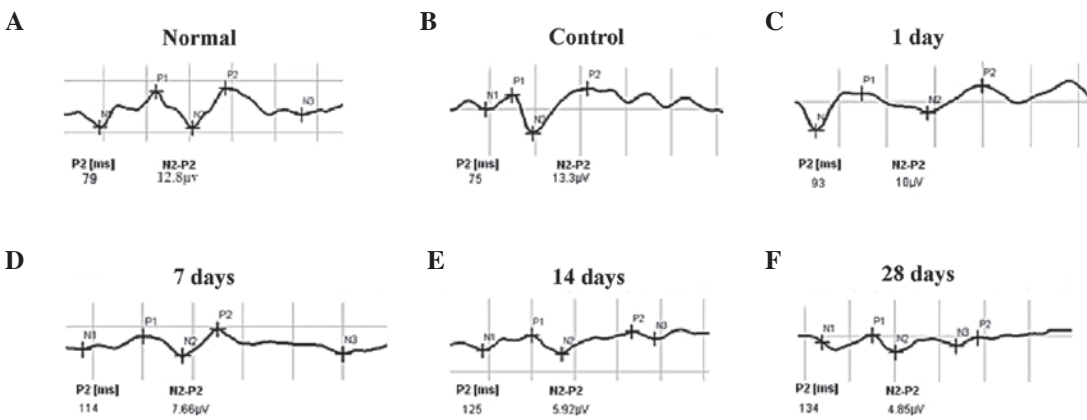 A
Normal
N1
P1
N2
P2
N3
P2 [ms]
N2-P2
79
12.8μv
B
Control
N1
P1
N2
P2
P2 [ms]
N2-P2
75
13.3μV
C
1 day
P1
N2
P2
P2 [ms]
N2-P2
93
10μV
D
7 days
N1
P1
N2
P2
N3
P2 [ms]
N2-P2
114
7.66μV
E
14 days
N1
P1
N2
P2
N3
P2 [ms]
N2-P2
125
5.92μV
F
28 days
N1
P1
N2
N3
P2
P2 [ms]
N2-P2
134
4.85μV